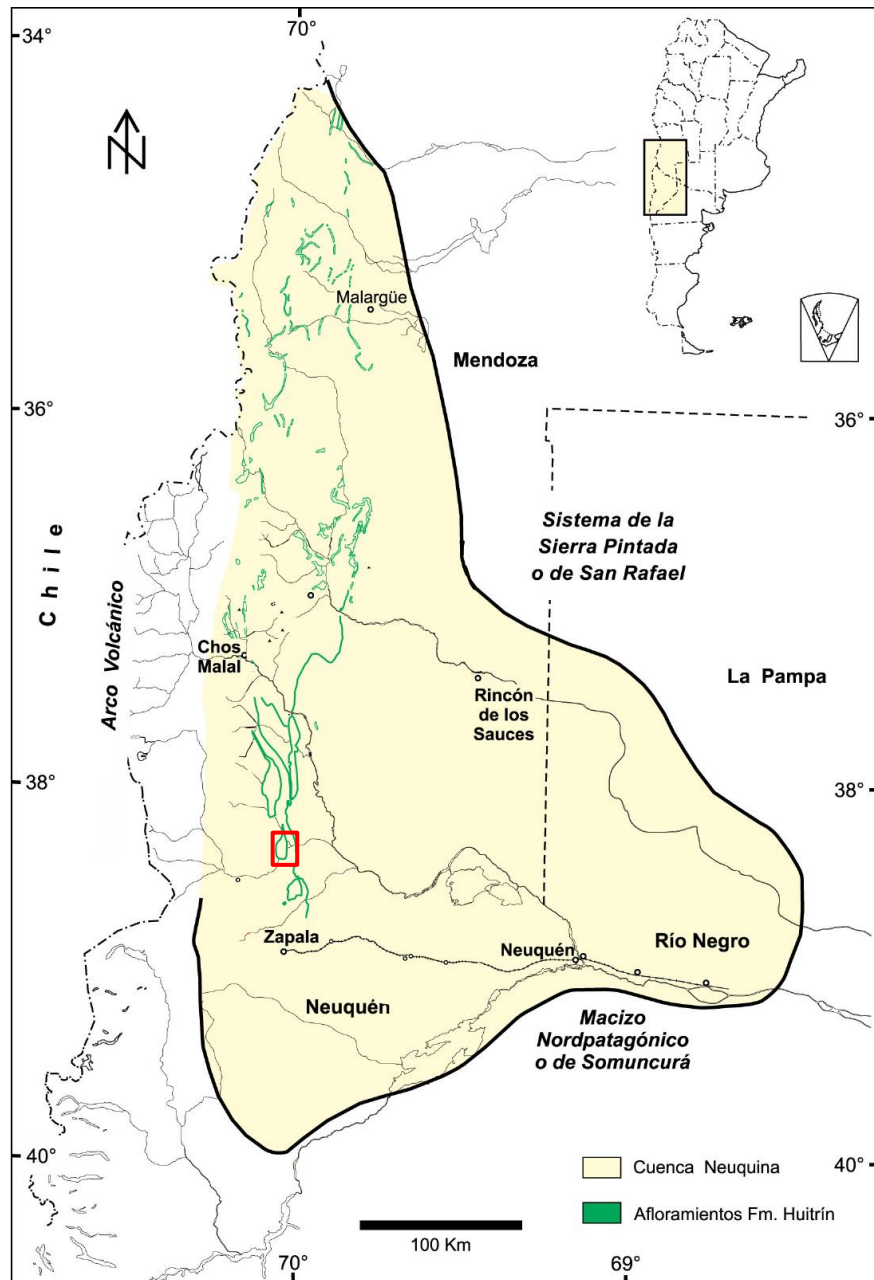 70°
34°
N
Malargüe
Mendoza
36°
36°
Sistema de la
Sierra Pintada
o de San Rafael
Chile
Arco Volcánico
Chos
Malal
Rincón
de los
Sauces
La Pampa
38°
38°
Zapala
Neuquén
Río Negro
Neuquén
Macizo
Nordpatagónico
o de Somuncurá
40°
40°
Cuenca Neuquina
Afloramientos Fm. Huitrín
100 Km
70°
69°